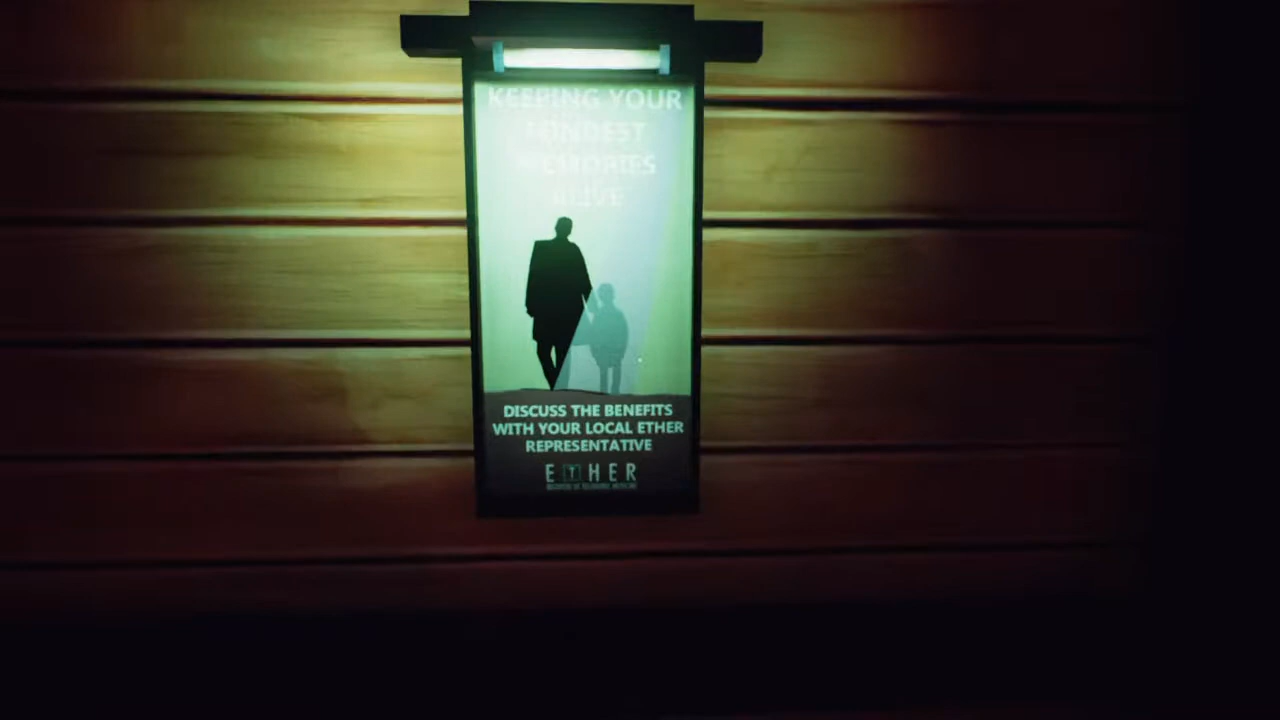 KEEPING YOUR
FONDEST
MEMORIES
ALIVE
DISCUSS THE BENEFITS
WITH YOUR LOCAL ETHER
REPRESENTATIVE
ETHER